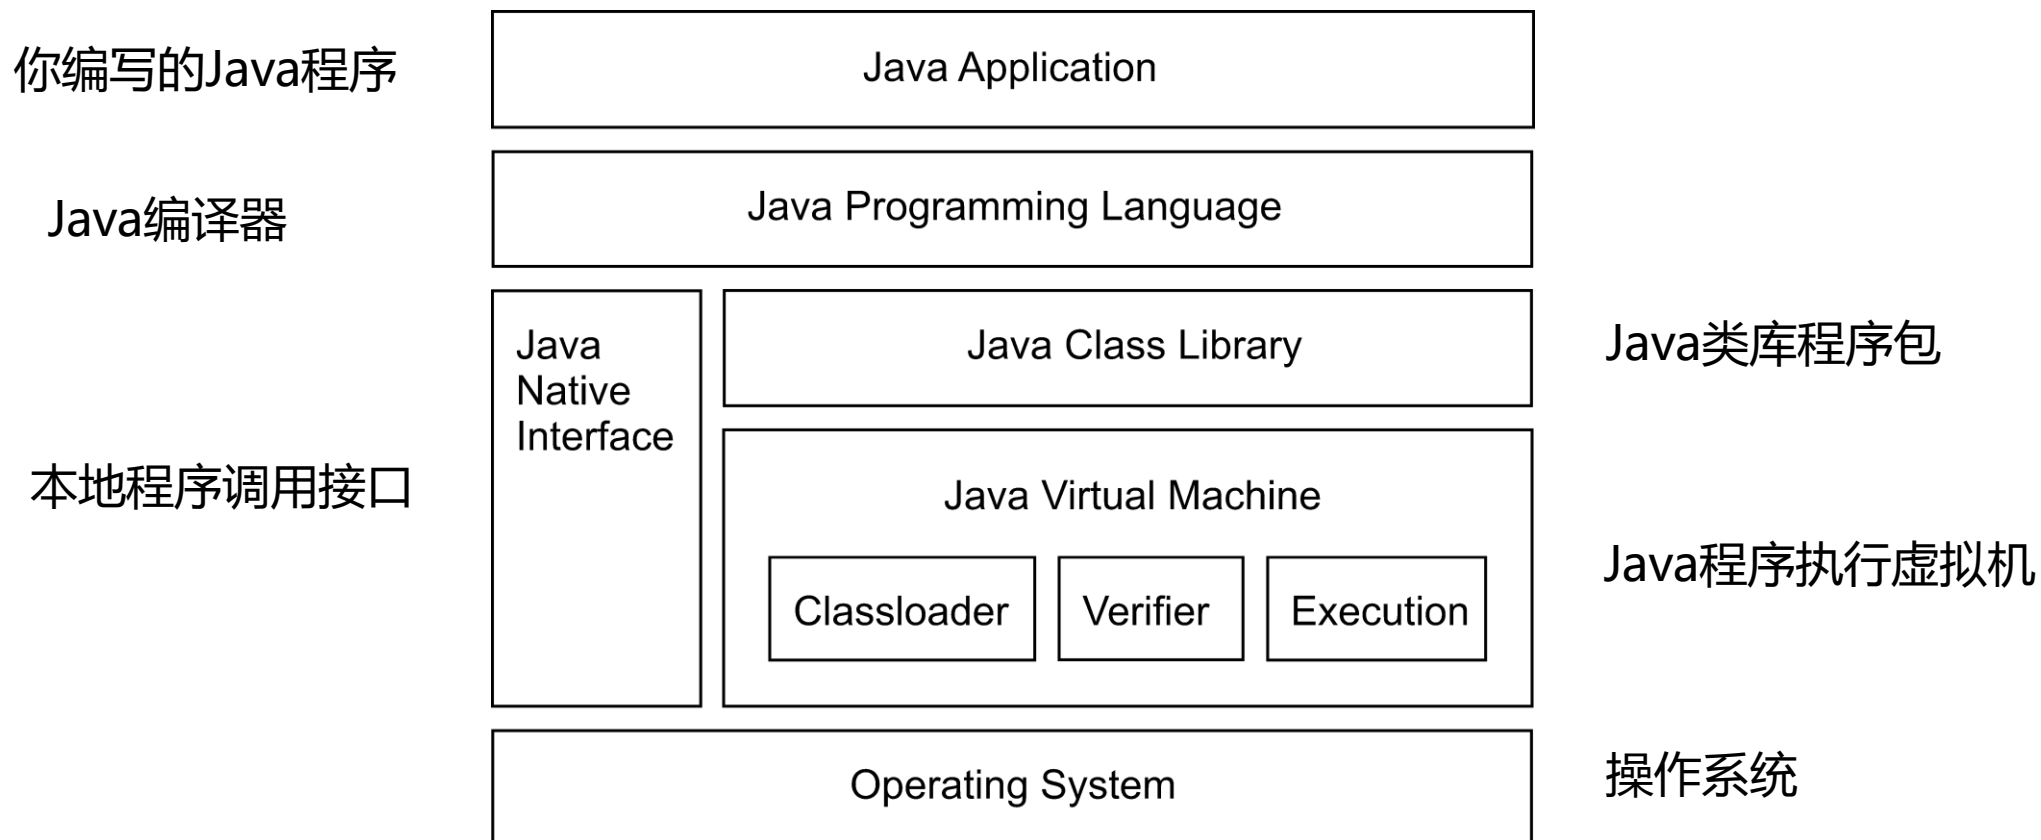 你编写的Java程序
Java Application
Java编译器
Java Programming Language
Java
Native
Interface
Java Class Library
Java类库程序包
本地程序调用接口
Java Virtual Machine
Classloader
Verifier
Execution
Java程序执行虚拟机
Operating System
操作系统